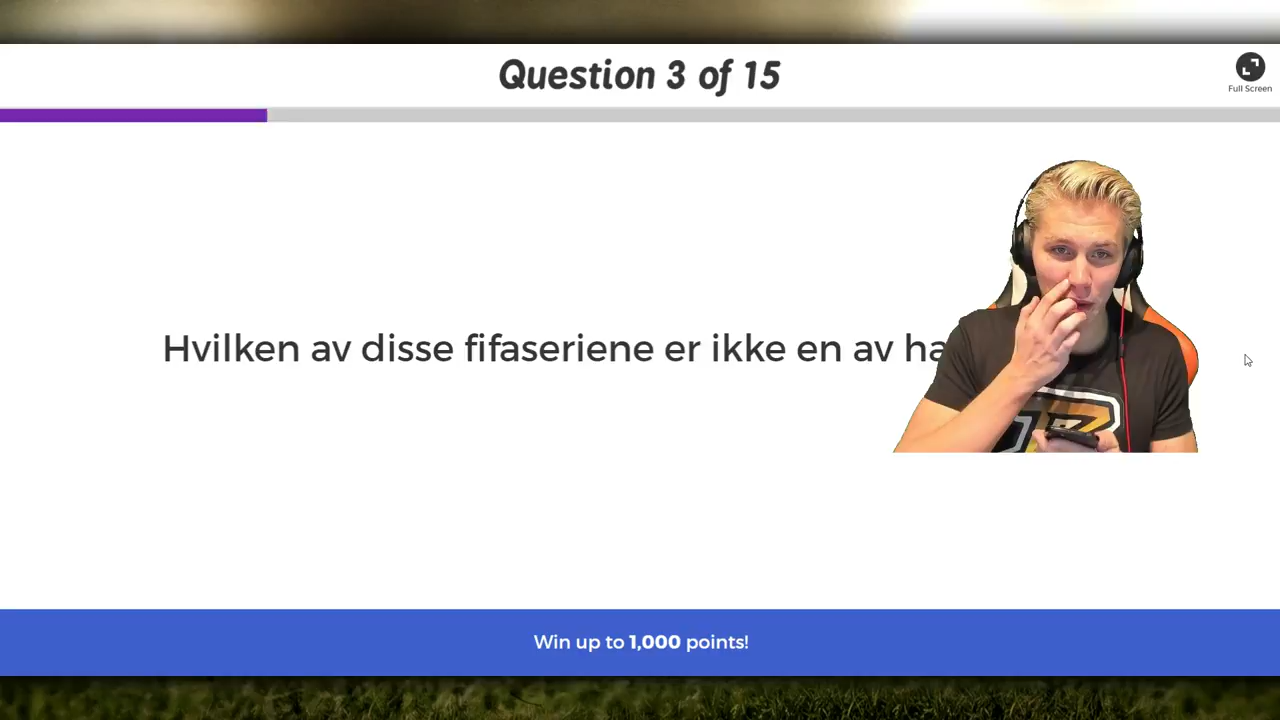 Question 3 of 15
Full Screen
Hvilken av disse fifaseriene er ikke en av
Win up to 1,000 points!